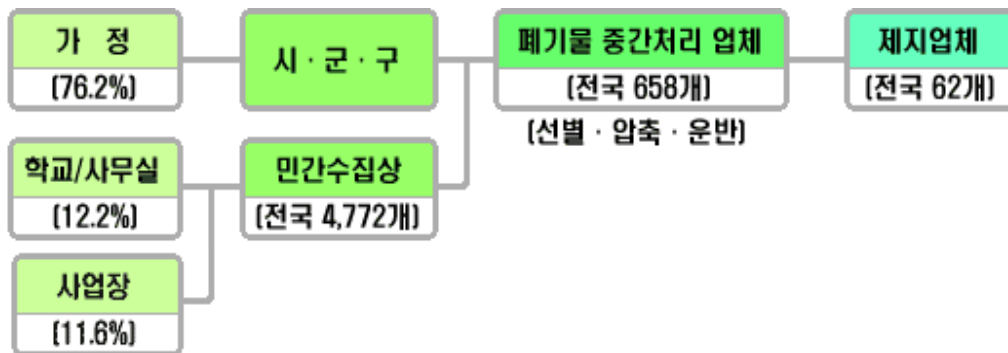 가 정
(76.2%)
시 · 군 · 구
폐기물 중간처리 업체
(전국 658개)
(선별 · 압축 · 운반)
제지업체
(전국 62개)
학교/사무실
(12.2%)
민간수집상
(전국 4,772개)
사업장
(11.6%)